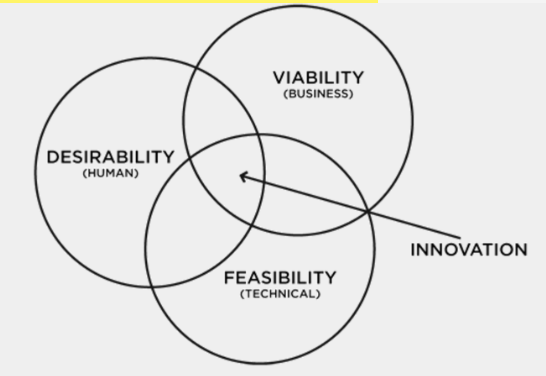 VIABILITY
(BUSINESS)
DESIRABILITY
(HUMAN)
INNOVATION
FEASIBILITY
(TECHNICAL)